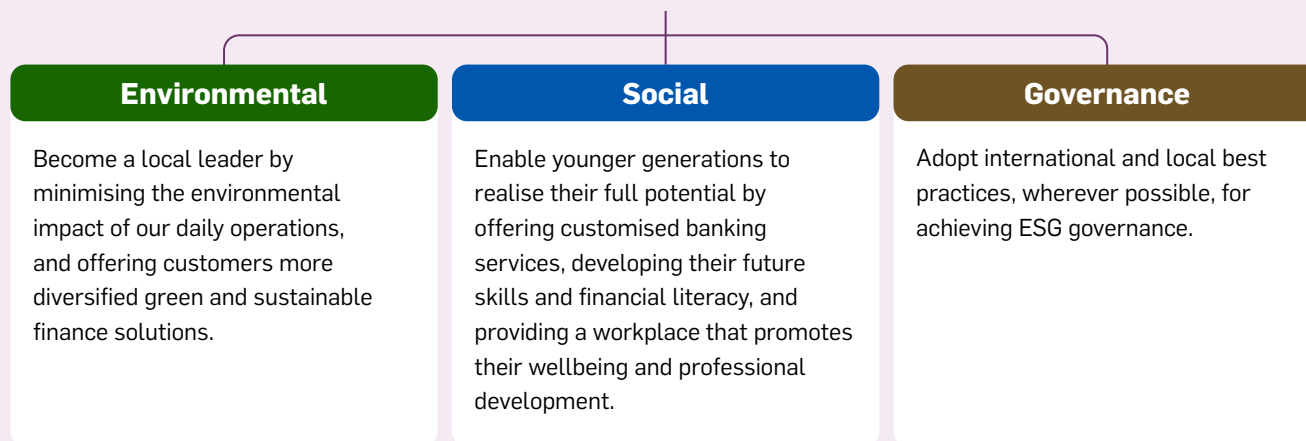 Environmental
Become a local leader by
minimising the environmental
impact of our daily operations,
and offering customers more
diversified green and sustainable
finance solutions.
Social
Enable younger generations to
realise their full potential by
offering customised banking
services, developing their future
skills and financial literacy, and
providing a workplace that promotes
their wellbeing and professional
development.
Governance
Adopt international and local best
practices, wherever possible, for
achieving ESG governance.